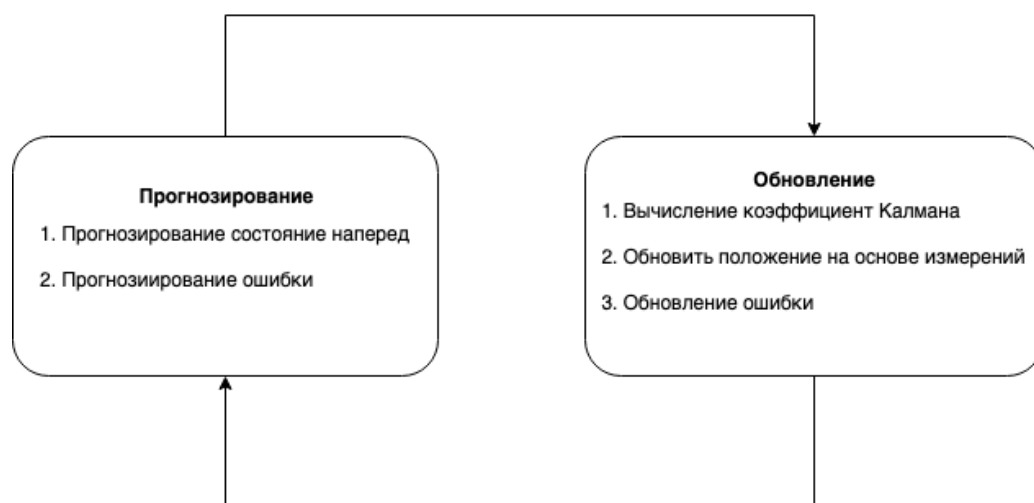 Прогнозирование
1. Прогнозирование состояние наперед
2. Прогнозиирование ошибки
Обновление
1. Вычисление коэффициент Калмана
2. Обновить положение на основе измерений
3. Обновление ошибки